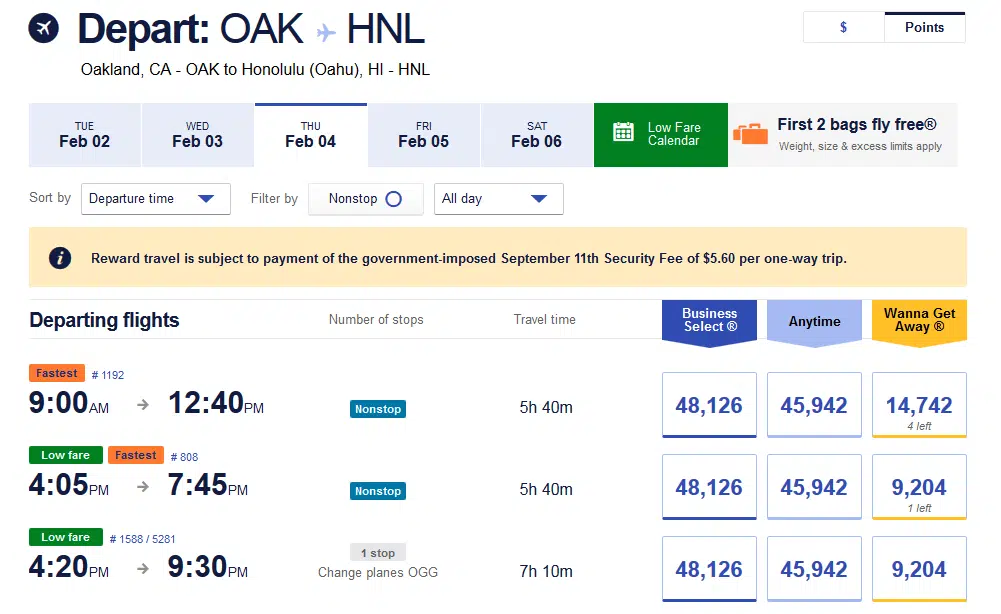 Depart: OAK HNL
$ Points
Oakland, CA - OAK to Honolulu (Oahu), HI - HNL
TUE WED THU FRI SAT
Feb 02 Feb 03 Feb 04 Feb 05 Feb 06
Low Fare
Calendar
First 2 bags fly free®
Weight, size & excess limits apply
Sort by Departure time Filter by Nonstop All day
Reward travel is subject to payment of the government-imposed September 11th Security Fee of $5.60 per one-way trip.
Departing flights Number of stops Travel time
Business
Select ®
Anytime
Wanna Get
Away ®
Fastest # 1192
9:00AM 12:40PM Nonstop 5h 40m 48,126 45,942 14,742
4 left
Low fare Fastest # 808
4:05PM 7:45PM Nonstop 5h 40m 48,126 45,942 9,204
1 left
Low fare # 1588 / 5281
4:20PM 9:30PM 1 stop 7h 10m 48,126 45,942 9,204
Change planes OGG